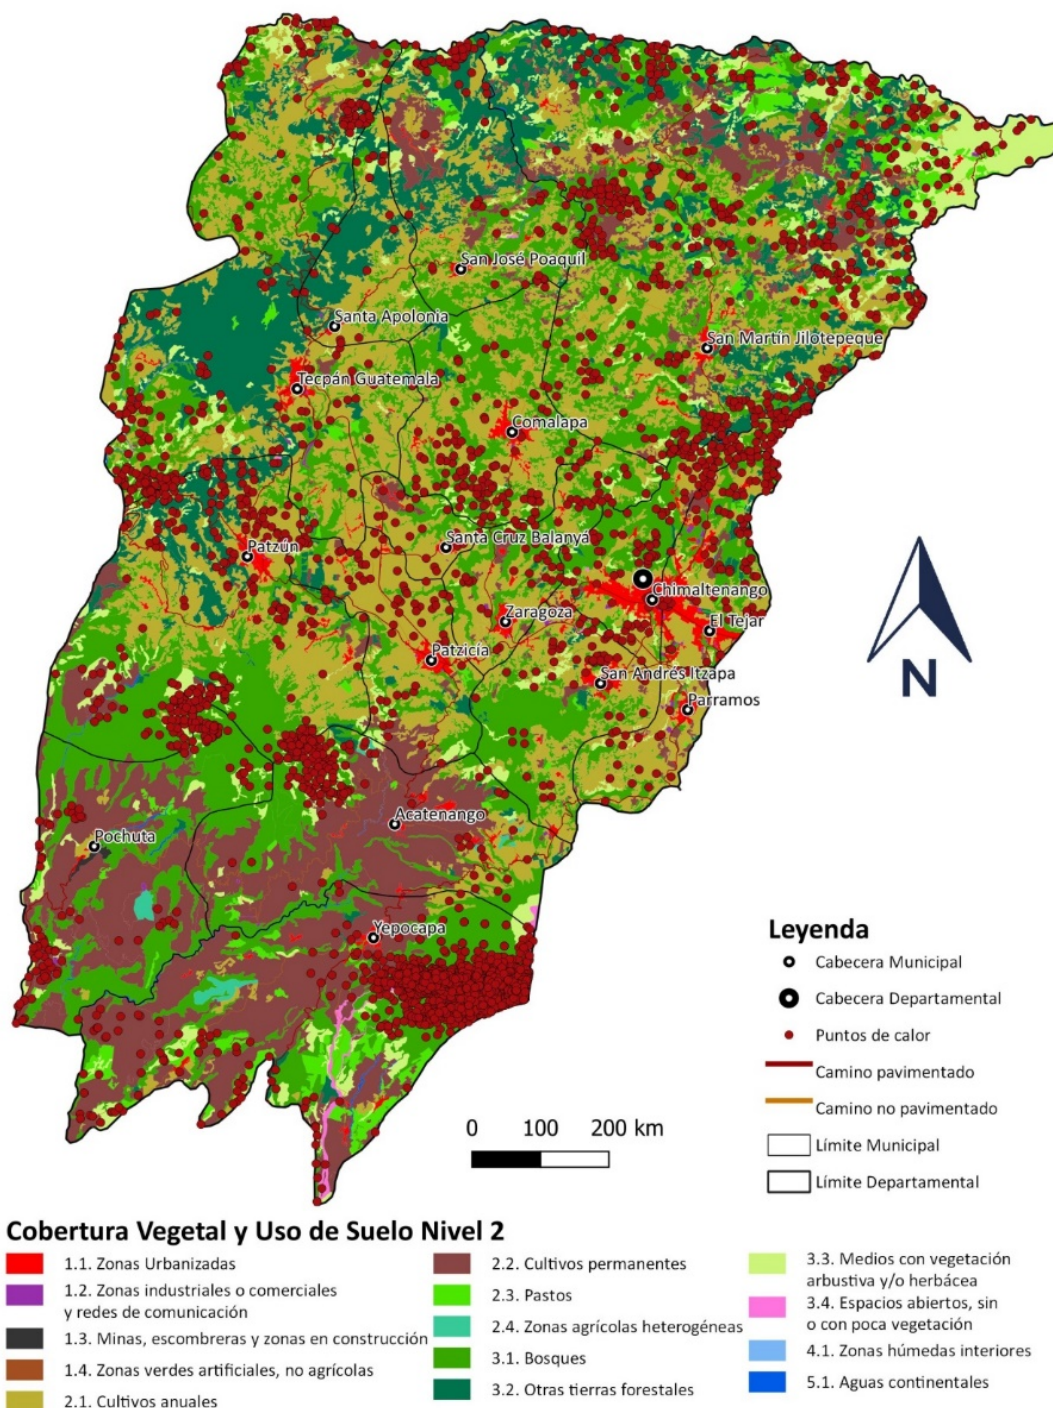 San José Poaquil
Santa Apolonia
San Martín Jilotepeque
Tecpán Guatemala
Comalapa
Santa Cruz Balanyá
Patzún
Chimaltenango
Zaragoza
El Tejar
Patzicía
San Andrés Itzapa
Parramos
N
Acatenango
Pochuta
Yepocapa
Leyenda
Cabecera Municipal
Cabecera Departamental
Puntos de calor
Camino pavimentado
Camino no pavimentado
Límite Municipal
Límite Departamental
0 100 200 km
Cobertura Vegetal y Uso de Suelo Nivel 2
1.1. Zonas Urbanizadas
1.2. Zonas industriales o comerciales
y redes de comunicación
1.3. Minas, escombreras y zonas en construcción
1.4. Zonas verdes artificiales, no agrícolas
2.1. Cultivos anuales
2.2. Cultivos permanentes
2.3. Pastos
2.4. Zonas agrícolas heterogéneas
3.1. Bosques
3.2. Otras tierras forestales
3.3. Medios con vegetación
arbustiva y/o herbácea
3.4. Espacios abiertos, sin
o con poca vegetación
4.1. Zonas húmedas interiores
5.1. Aguas continentales